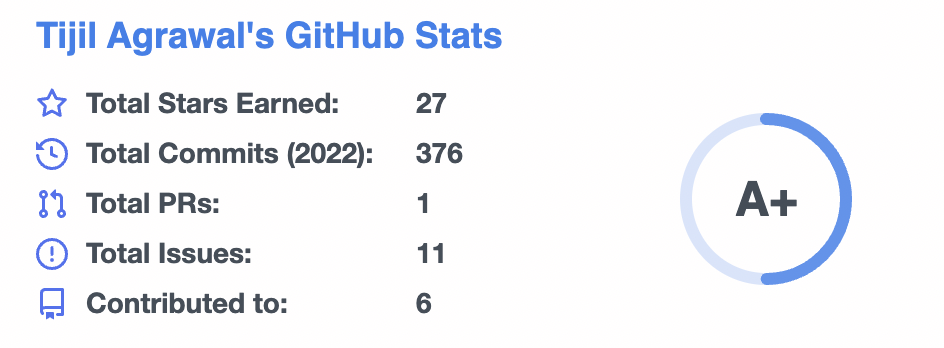 Tijil Agrawal's GitHub Stats
Total Stars Earned: 27
Total Commits (2022): 376
Total PRs: 1
Total Issues: 11
Contributed to: 6
A+